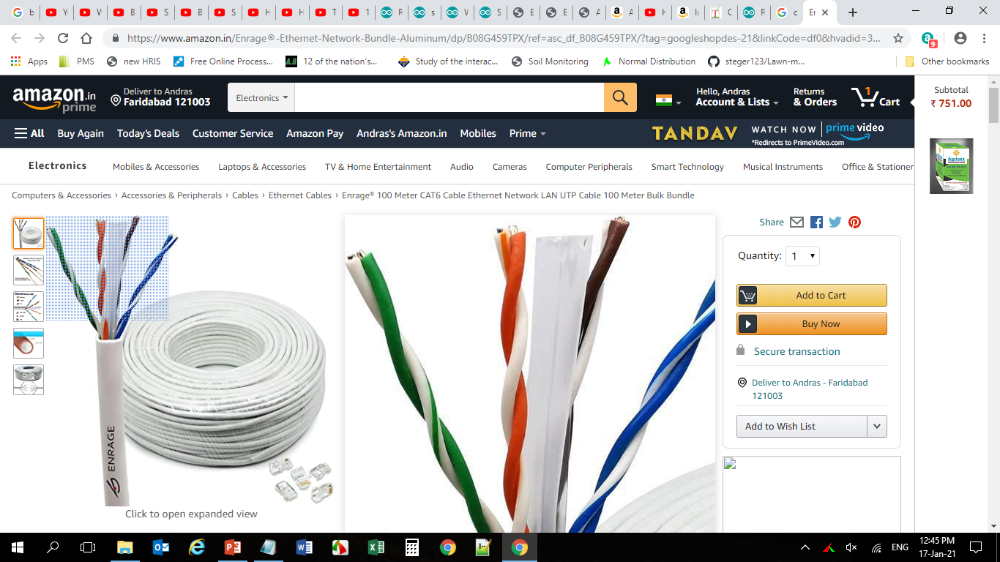 b
Y
V
B
S
B
S
H
H
T
1
R
s
V
S
E
E
A
A
H
Ir
C
R
c
Er
https://www.amazon.in/Enrage®-Ethernet-Network-Bundle-Aluminum/dp/B08G459TPX/ref=asc_df_B08G459TPX/?tag=googleshopdes-21&linkCode=df0&hvadid=3...
9
Apps
PMS
new HRIS
Free Online Process...
A.B
12 of the nation's...
Study of the interac...
Soil Monitoring
Normal Distribution
steger123/Lawn-m...
Other bookmarks
amazon.in
prime
Deliver to Andras
Faridabad 121003
Electronics
Hello, Andras
Account & Lists
Returns
& Orders
1
Cart
Subtotal
₹ 751.00
All
Buy Again
Today's Deals
Customer Service
Amazon Pay
Andras's Amazon.in
Mobiles
Prime
TANDAV
WATCH NOW
prime video
*Redirects to PrimeVideo.com
Electronics
Mobiles & Accessories
Laptops & Accessories
TV & Home Entertainment
Audio
Cameras
Computer Peripherals
Smart Technology
Musical Instruments
Office & Stationer
Agrinex
CORPORATION
Computers & Accessories › Accessories & Peripherals › Cables › Ethernet Cables › Enrage® 100 Meter CAT6 Cable Ethernet Network LAN UTP Cable 100 Meter Bulk Bundle
Share
Quantity: 1
Add to Cart
Buy Now
Secure transaction
Deliver to Andras - Faridabad
121003
Add to Wish List
ENRAGE
Click to open expanded view
ENG
12:45 PM
17-Jan-21